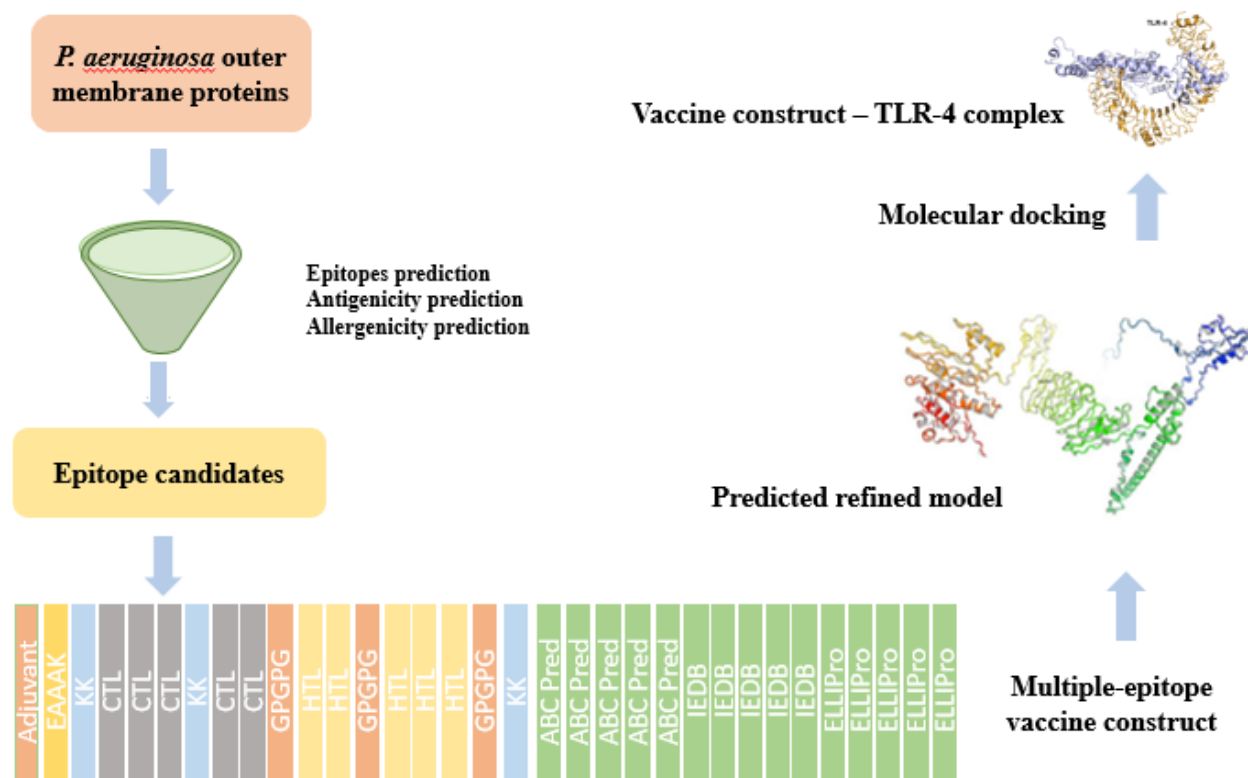 P. aeruginosa outer
membrane proteins
Epitopes prediction
Antigenicity prediction
Allergenicity prediction
Epitope candidates
Adjuvant
EAAAK
KK
CTL
CTL
CTL
KK
CTL
CTL
GPGPG
HTL
HTL
GPGPG
HTL
HTL
HTL
GPGPG
KK
ABC Pred
ABC Pred
ABC Pred
ABC Pred
ABC Pred
IEDB
IEDB
IEDB
IEDB
IEDB
ELLIPro
ELLIPro
ELLIPro
ELLIPro
ELLIPro
Multiple-epitope
vaccine construct
Predicted refined model
Molecular docking
Vaccine construct – TLR-4 complex